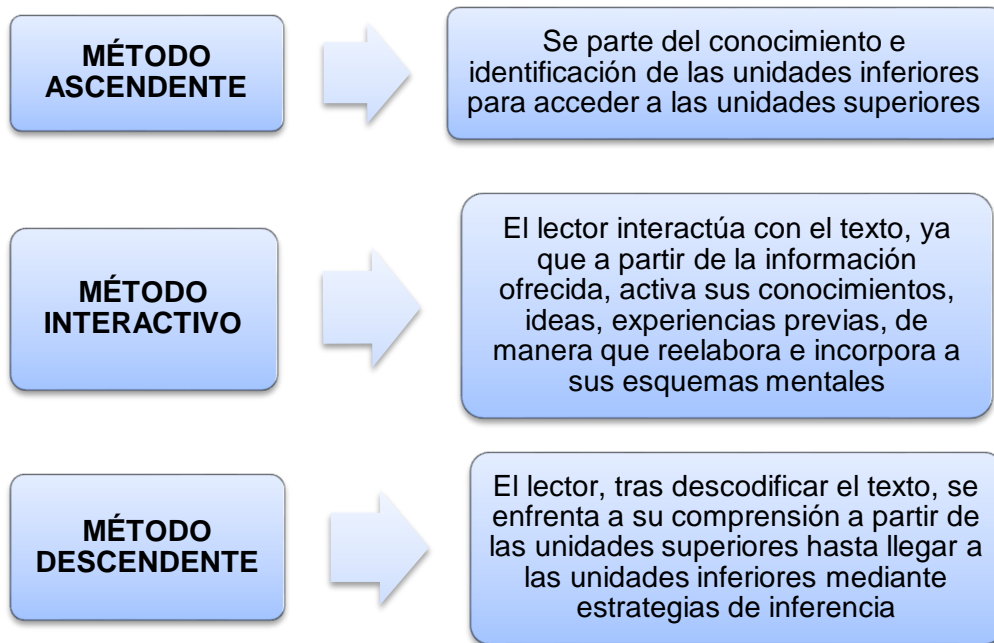 MÉTODO
ASCENDENTE
Se parte del conocimiento e
identificación de las unidades inferiores
para acceder a las unidades superiores
MÉTODO
INTERACTIVO
El lector interactúa con el texto, ya
que a partir de la información
ofrecida, activa sus conocimientos,
ideas, experiencias previas, de
manera que reelabora e incorpora a
sus esquemas mentales
MÉTODO
DESCENDENTE
El lector, tras descodificar el texto, se
enfrenta a su comprensión a partir de
las unidades superiores hasta llegar a
las unidades inferiores mediante
estrategias de inferencia